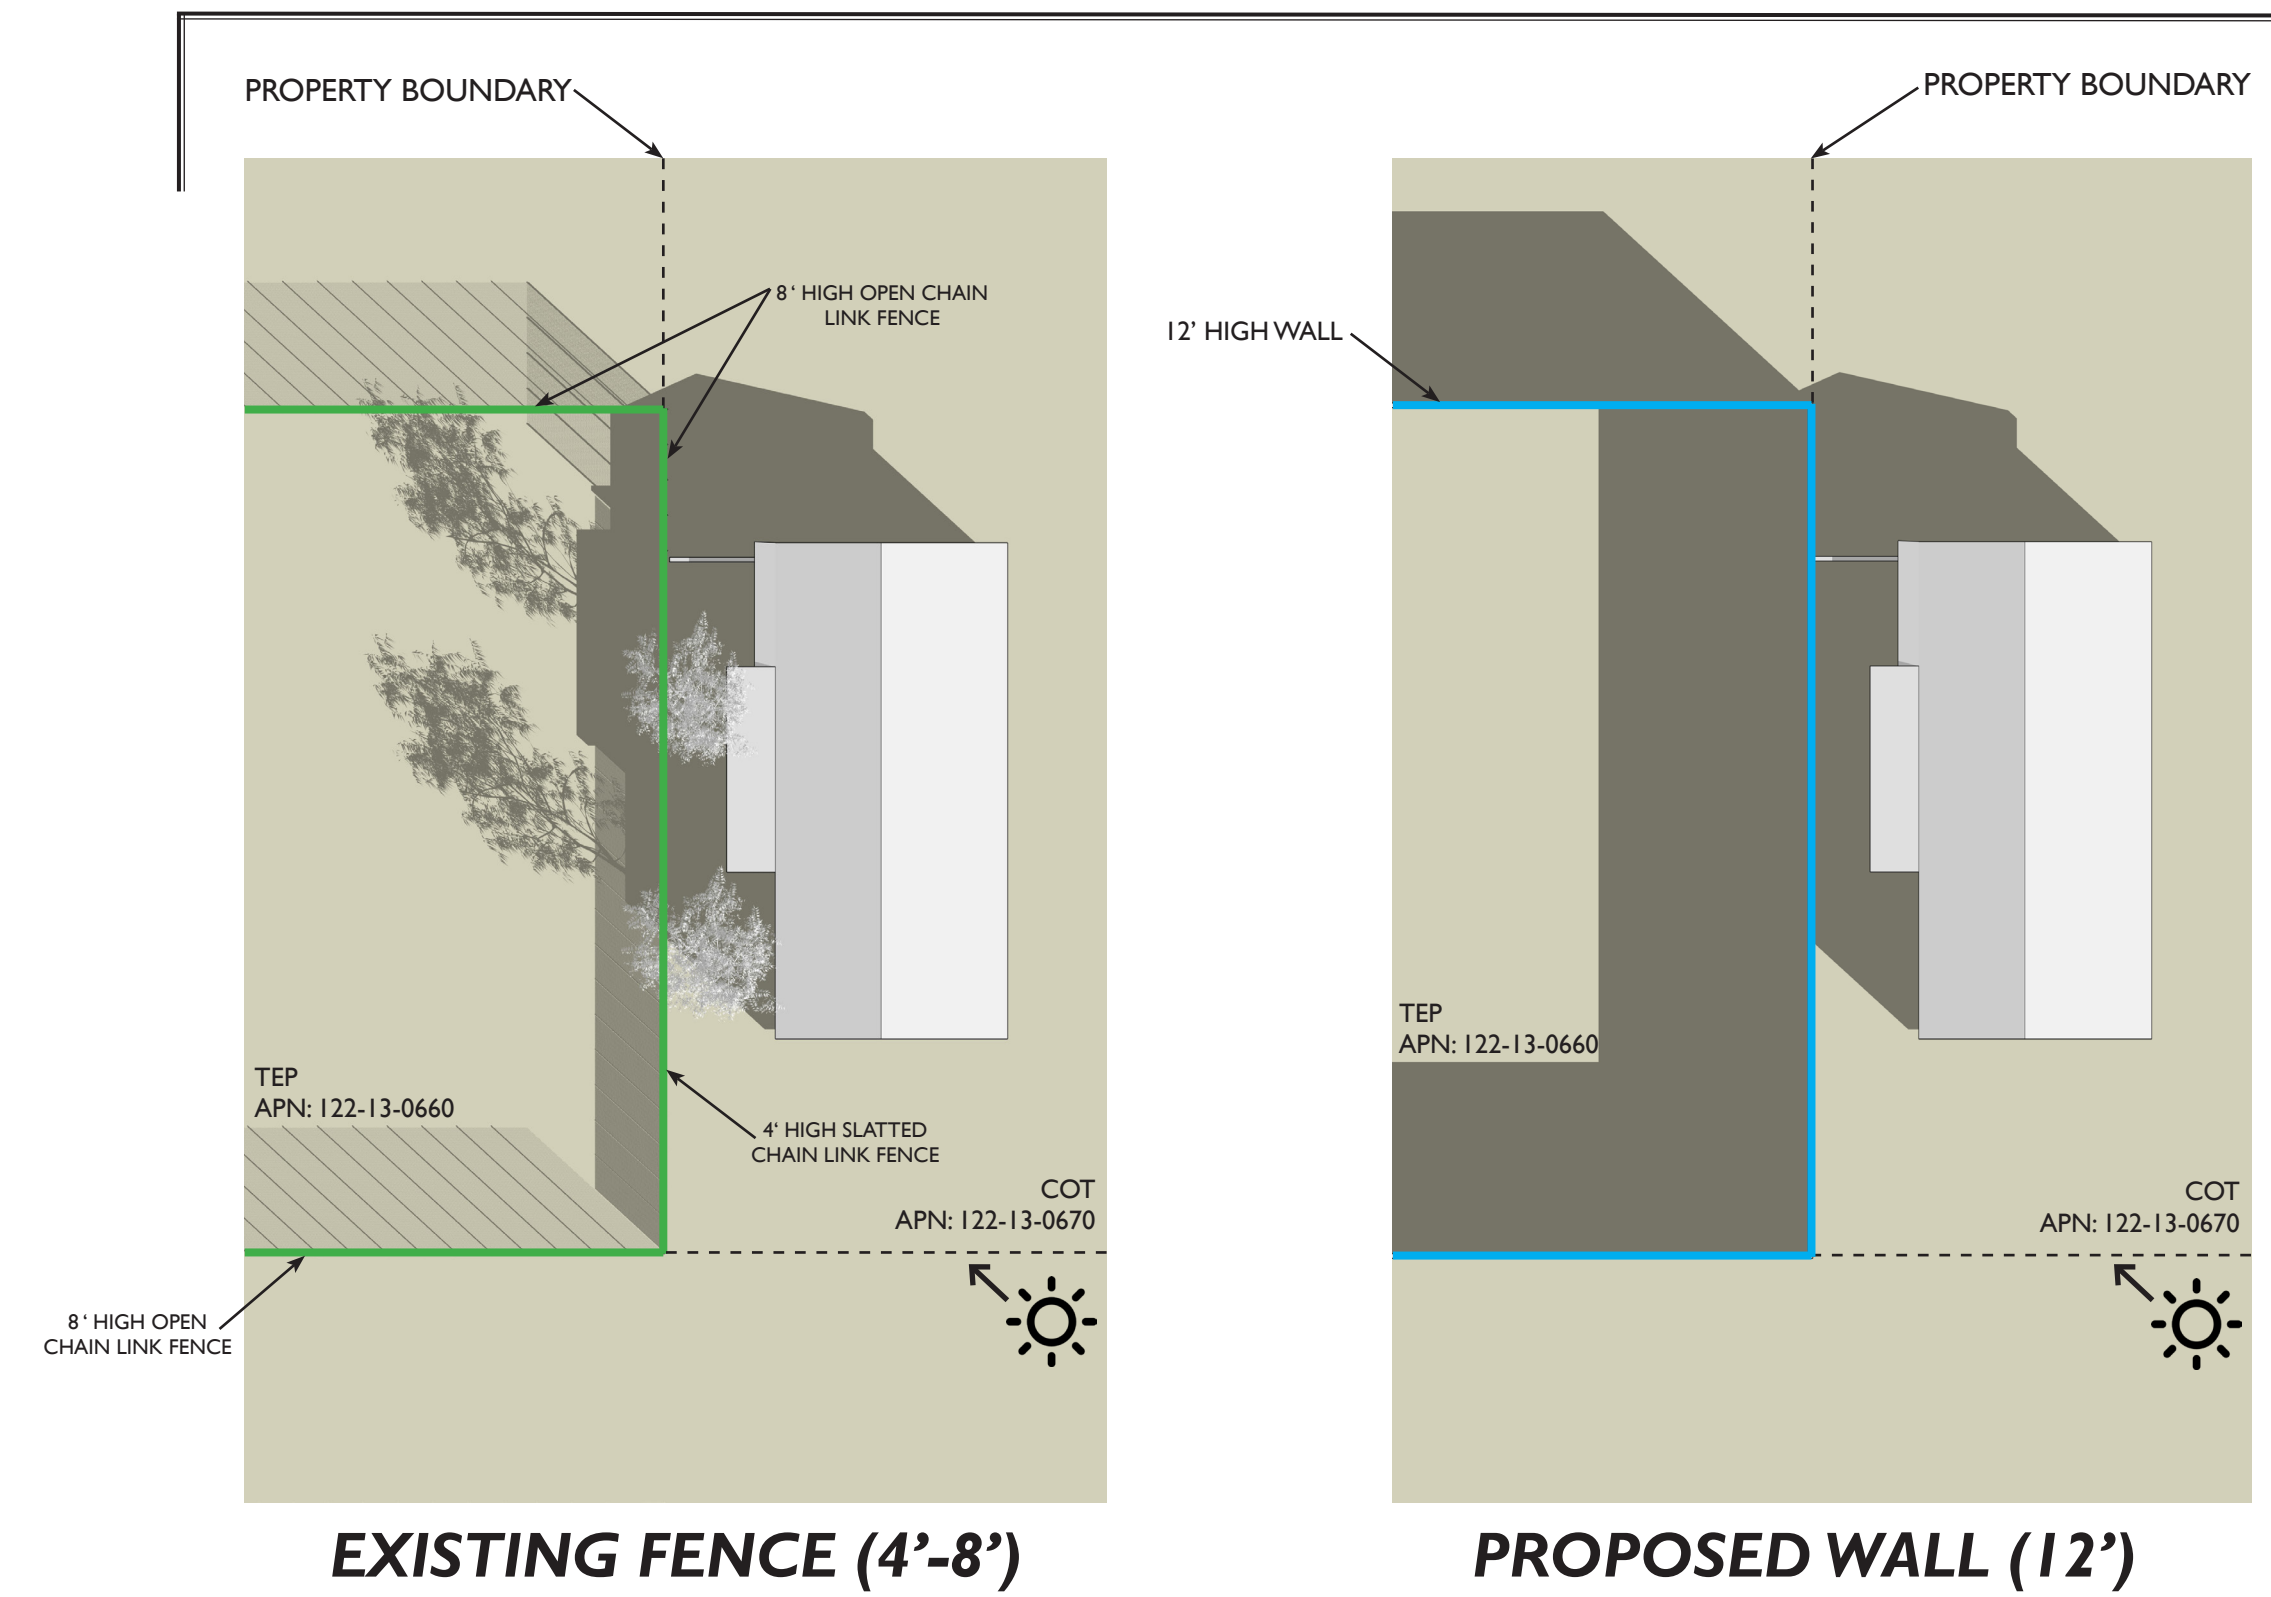 PROPERTY BOUNDARY
8‘ HIGH OPEN CHAIN
LINK FENCE
TEP
APN: 122-13-0660
4‘ HIGH SLATTED
CHAIN LINK FENCE
COT
APN: 122-13-0670
8‘ HIGH OPEN
CHAIN LINK FENCE
EXISTING FENCE (4’-8’)
PROPERTY BOUNDARY
12’ HIGH WALL
TEP
APN: 122-13-0660
COT
APN: 122-13-0670
PROPOSED WALL (12’)